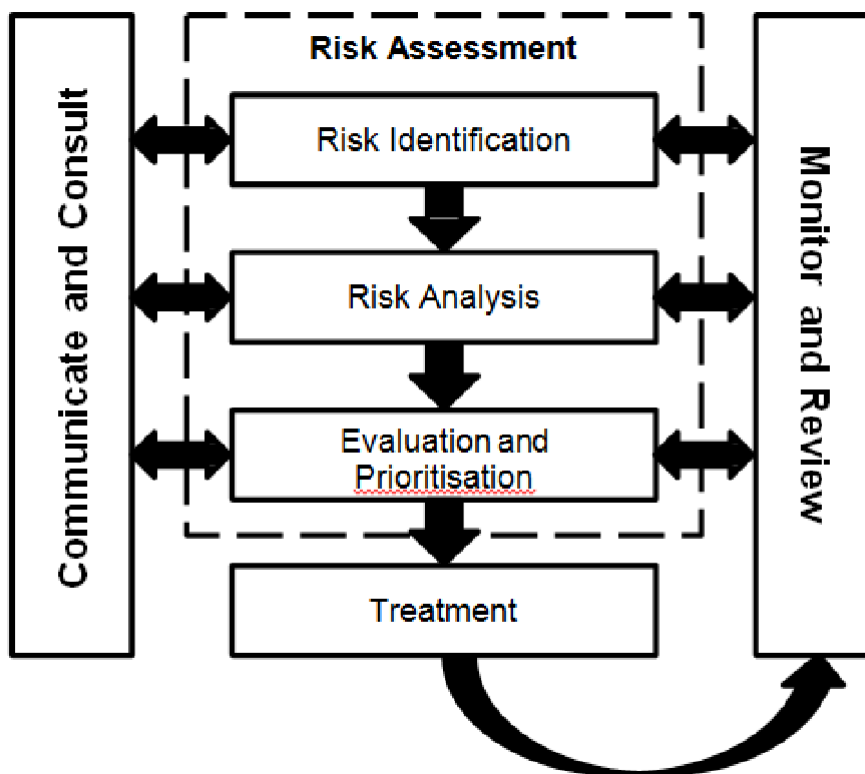 Risk Assessment
Communicate and Consult
Risk Identification
Monitor and Review
Risk Analysis
Evaluation and
Prioritisation
Treatment